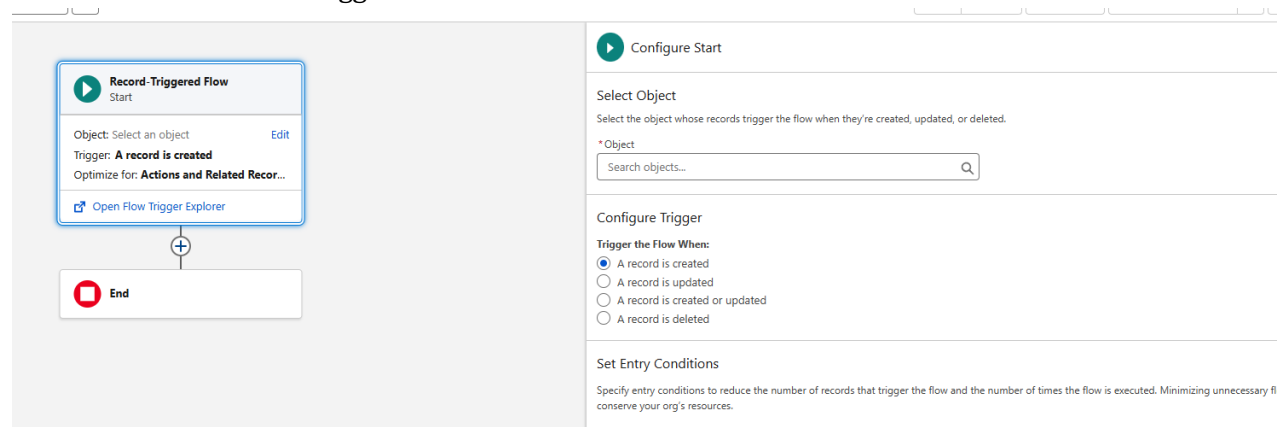 Record-Triggered Flow
Start
Object: Select an object Edit
Trigger: A record is created
Optimize for: Actions and Related Recor...
Open Flow Trigger Explorer
End
Configure Start
Select Object
Select the object whose records trigger the flow when they're created, updated, or deleted.
*Object
Search objects...
Configure Trigger
Trigger the Flow When:
A record is created
A record is updated
A record is created or updated
A record is deleted
Set Entry Conditions
Specify entry conditions to reduce the number of records that trigger the flow and the number of times the flow is executed. Minimizing unnecessary fl
conserve your org's resources.